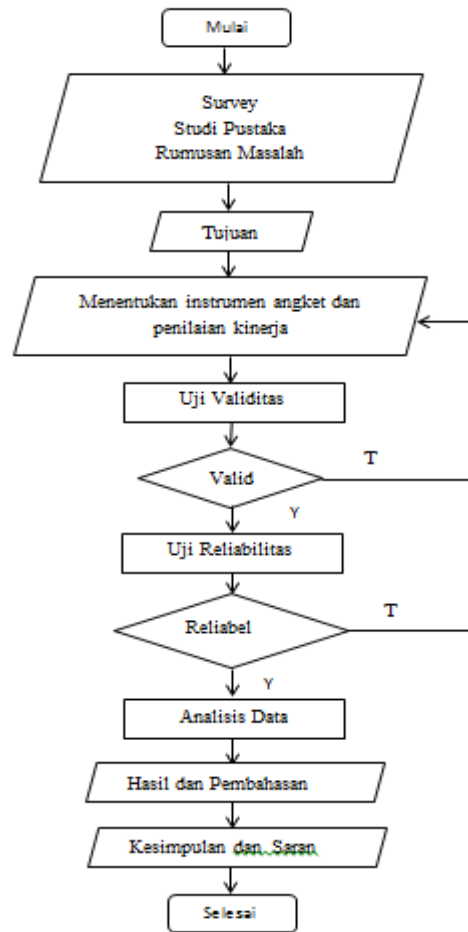 Mulai
Survey
Studi Pustaka
Rumusan Masalah
Tujuan
Menentukan instrumen angket dan
penilaian kinerja
Uji Validitas
Valid
T
Y
Uji Reliabilitas
Reliabel
T
Y
Analisis Data
Hasil dan Pembahasan
Kesimpulan dan Saran
Selesai